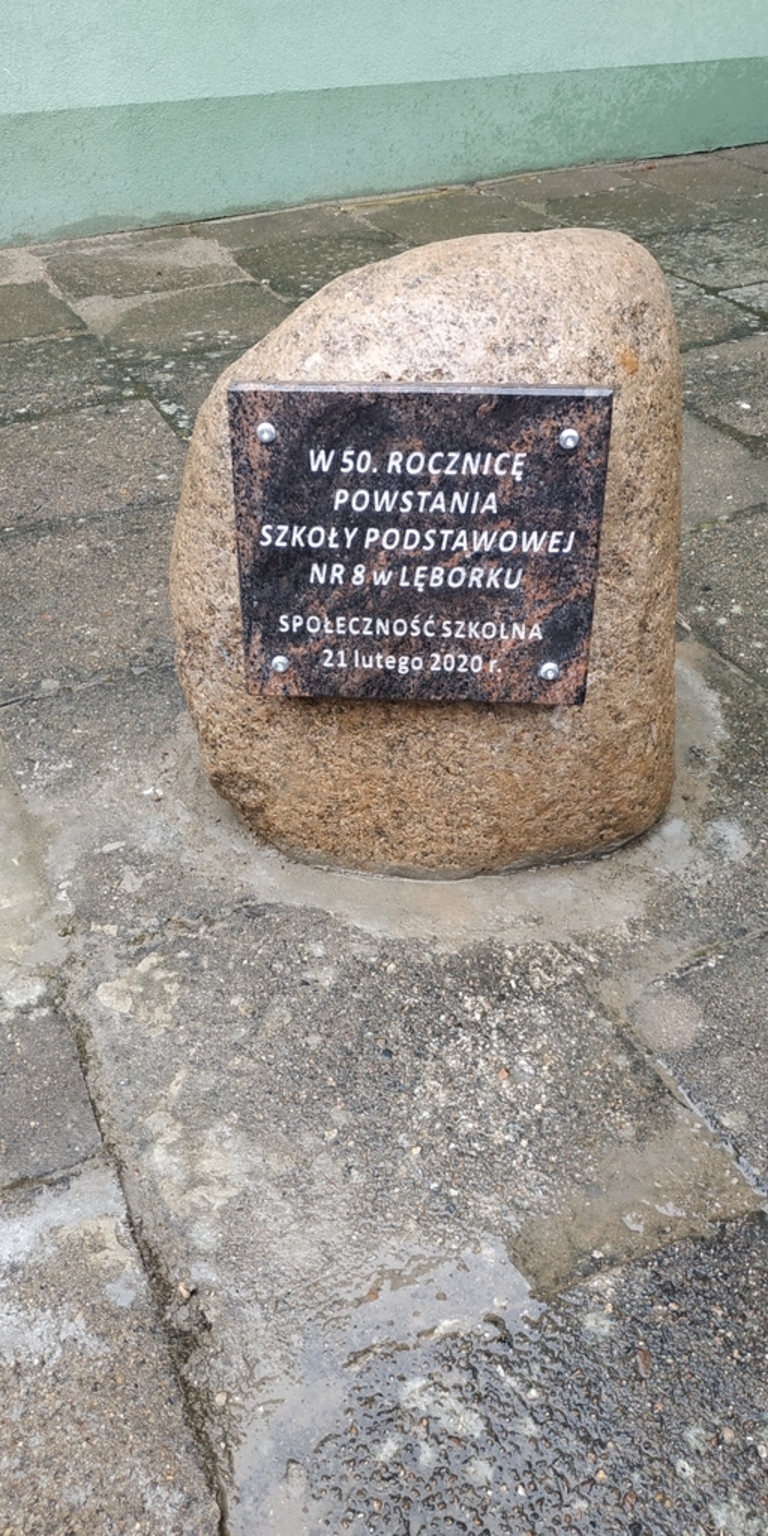 W 50. ROCZNICĘ
POWSTANIA
SZKOŁY PODSTAWOWEJ
NR 8 w LĘBORKU
SPOŁECZNOŚĆ SZKOLNA
21 lutego 2020 r.